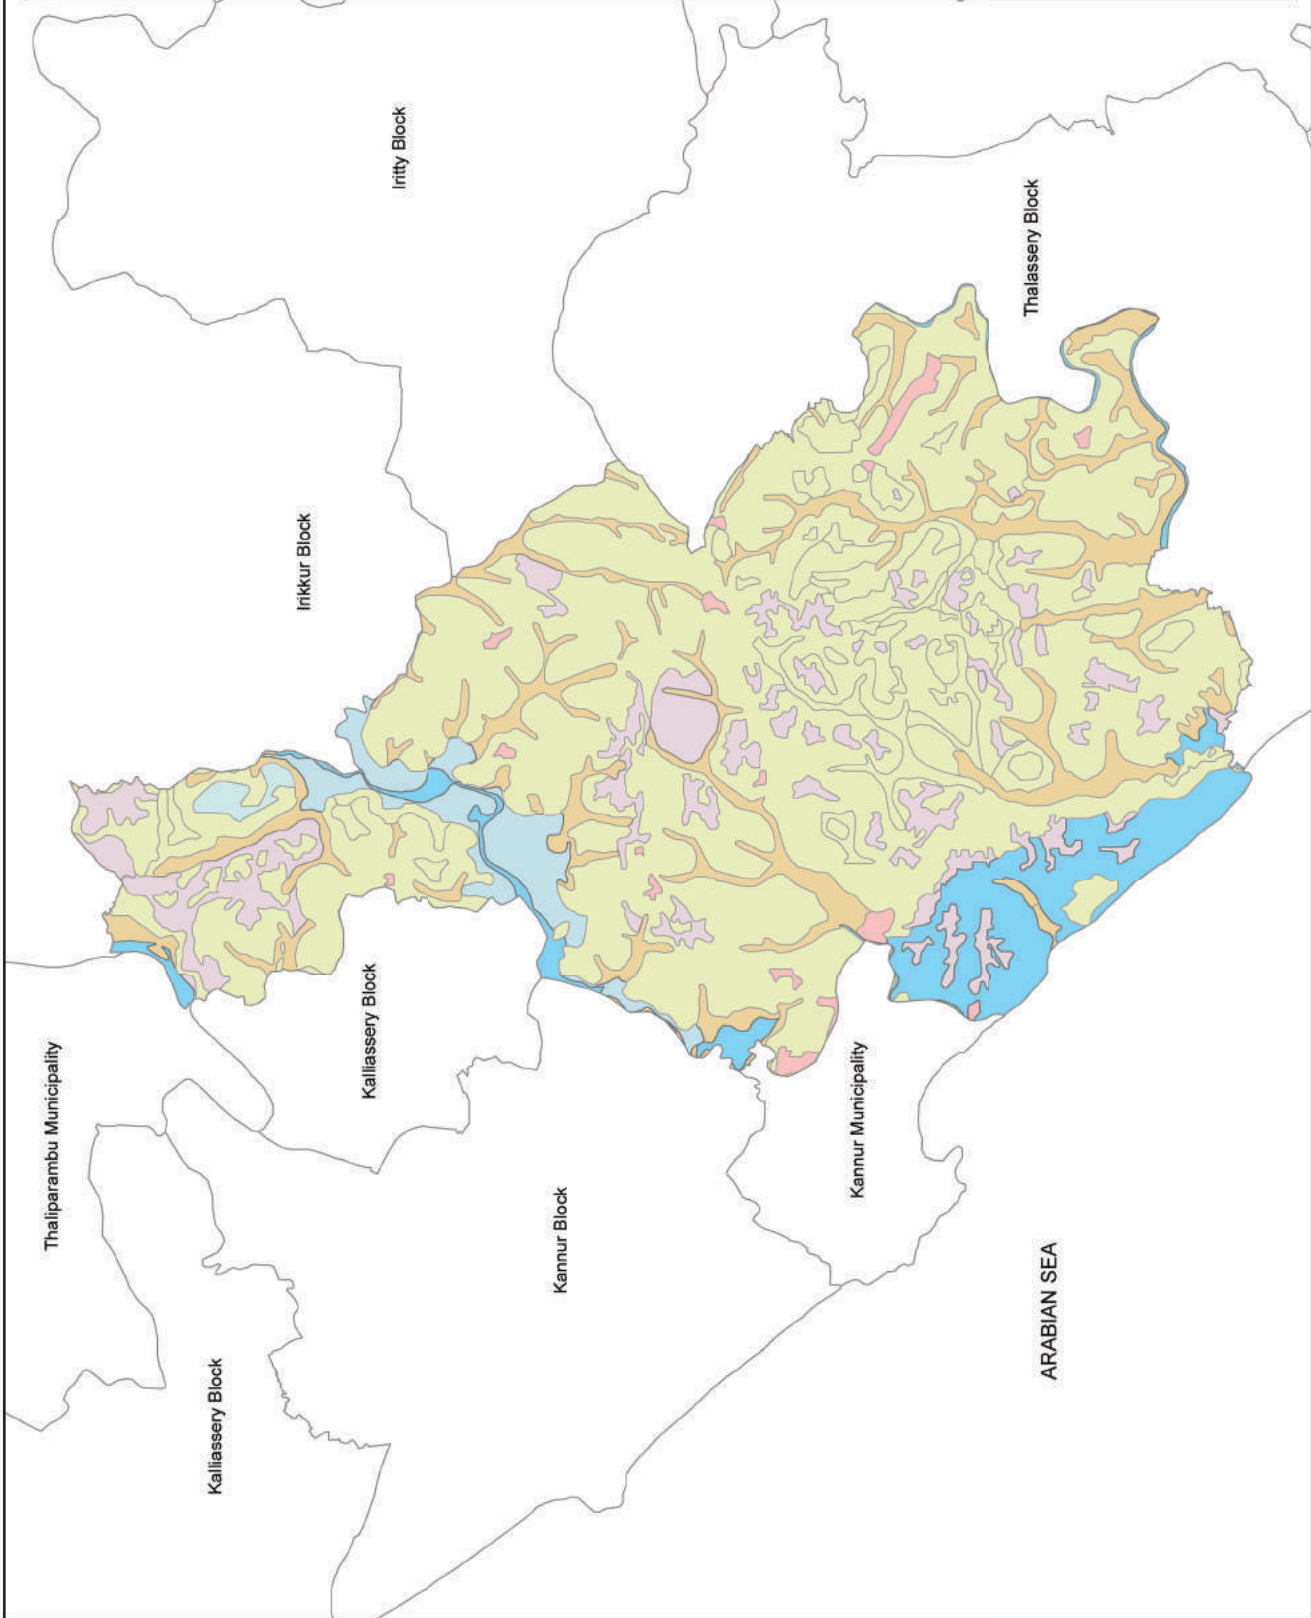 Thaliparambu Municipality
Kalliassery Block
Irikkur Block
Kalliassery Block
Iritty Block
Kannur Block
Kannur Municipality
Thalassery Block
ARABIAN SEA